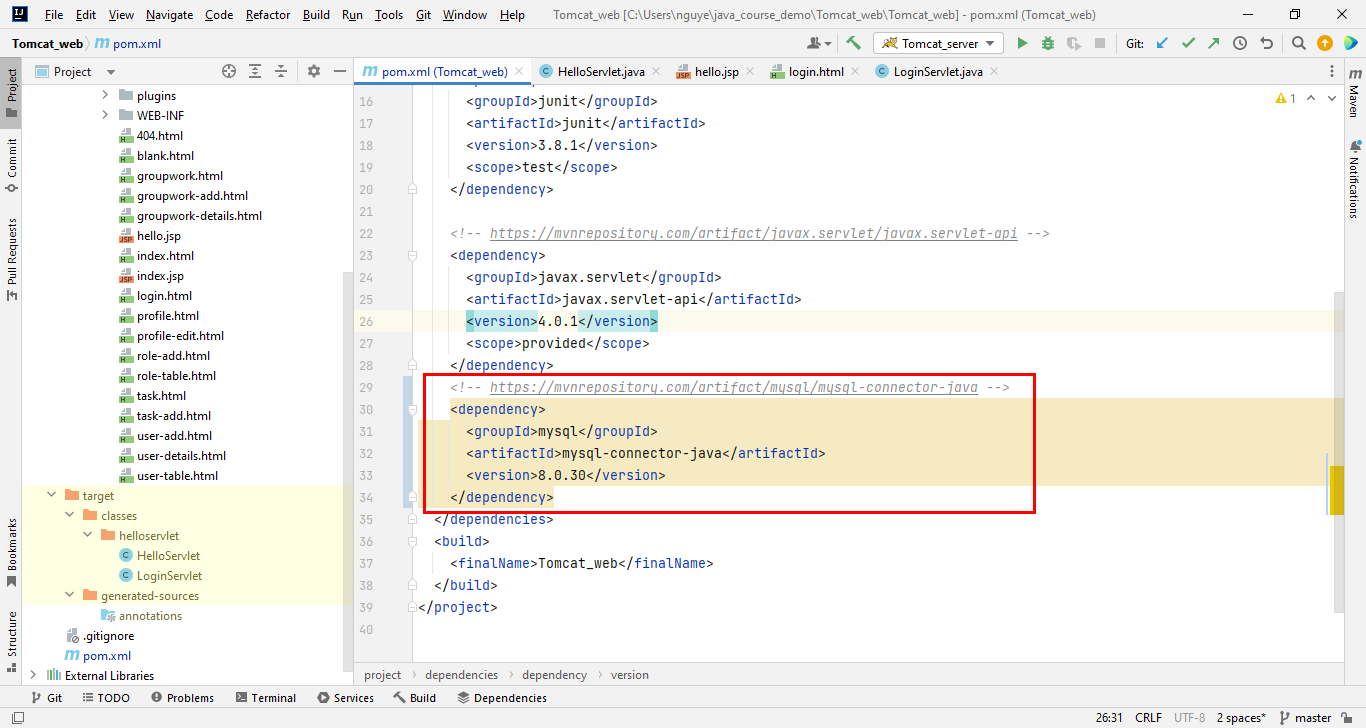 File Edit View Navigate Code Refactor Build Run Tools Git Window Help Tomcat_web [C:\Users\nguye\java_course_demo\Tomcat_web\Tomcat_web] - pom.xml (Tomcat_web)
Tomcat_web m pom.xml Tomcat_server Git:
Project
Commit
Pull Requests
Bookmarks
Structure
Project
plugins
WEB-INF
404.html
blank.html
groupwork.html
groupwork-add.html
groupwork-details.html
hello.jsp
index.html
index.jsp
login.html
profile.html
profile-edit.html
role-add.html
role-table.html
task.html
task-add.html
user-add.html
user-details.html
user-table.html
target
classes
helloservlet
HelloServlet
LoginServlet
generated-sources
annotations
.gitignore
m pom.xml
External Libraries
m pom.xml (Tomcat_web) C HelloServlet.java JSP hello.jsp H login.html C LoginServlet.java
1
16 <groupId>junit</groupId>
17 <artifactId>junit</artifactId>
18 <version>3.8.1</version>
19 <scope>test</scope>
20 </dependency>
21
22 <!-- https://mvnrepository.com/artifact/javax.servlet/javax.servlet-api -->
23 <dependency>
24 <groupId>javax.servlet</groupId>
25 <artifactId>javax.servlet-api</artifactId>
26 <version>4.0.1</version>
27 <scope>provided</scope>
28 </dependency>
29 <!-- https://mvnrepository.com/artifact/mysql/mysql-connector-java -->
30 <dependency>
31 <groupId>mysql</groupId>
32 <artifactId>mysql-connector-java</artifactId>
33 <version>8.0.30</version>
34 </dependency>
35 </dependencies>
36 <build>
37 <finalName>Tomcat_web</finalName>
38 </build>
39 </project>
40
project dependencies dependency version
m
Maven
Notifications
Git TODO Problems Terminal Services Build Dependencies
26:31 CRLF UTF-8 2 spaces* master